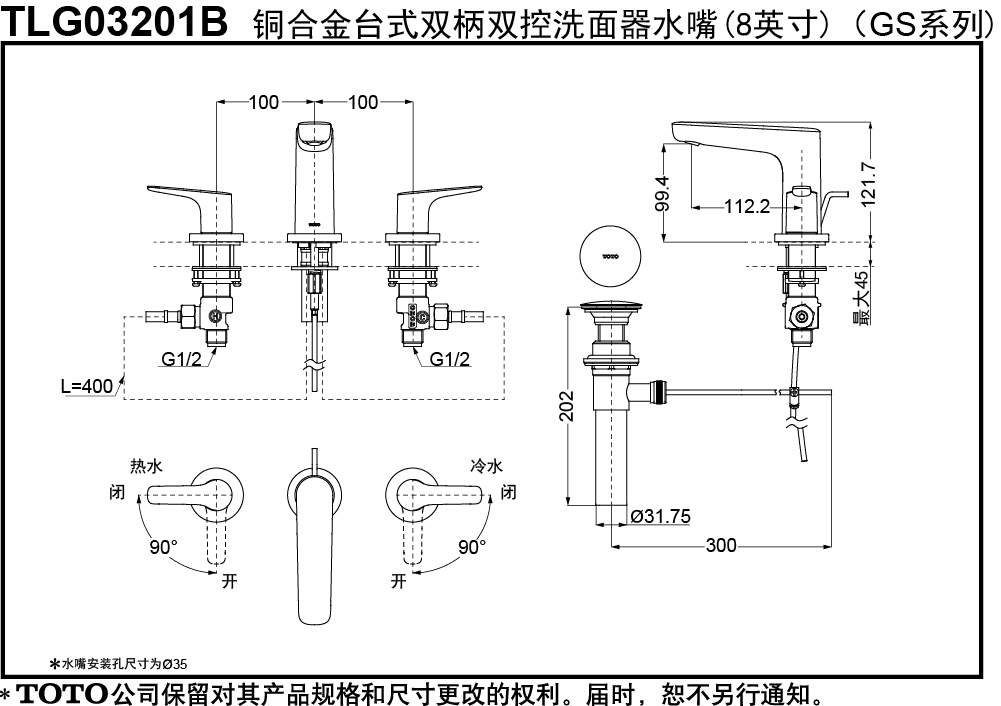 TLG03201B 铜合金台式双柄双控洗面器水嘴(8英寸)（GS系列)
100
100
TOTO
TOTO
G1/2
G1/2
L=400
99.4
112.2
121.7
最大45
TOTO
202
Ø31.75
300
热水
闭
90°
开
冷水
闭
90°
开
*水嘴安装孔尺寸为Ø35
* TOTO公司保留对其产品规格和尺寸更改的权利。届时，恕不另行通知。